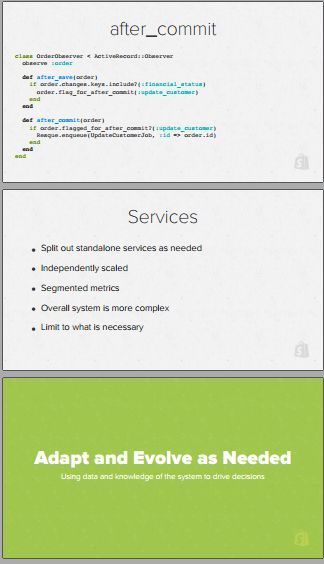 after_commit
class OrderObserver < ActiveRecord::Observer
observe :order
def after_save(order)
if order.changes.keys.include?(:financial_status)
order.flag_for_after_commit(:update_customer)
end
end
def after_commit(order)
if order.flagged_for_after_commit?(:update_customer)
Resque.enqueue(UpdateCustomerJob, :id => order.id)
end
end
end
Services
• Split out standalone services as needed
• Independently scaled
• Segmented metrics
• Overall system is more complex
• Limit to what is necessary
Adapt and Evolve as Needed
Using data and knowledge of the system to drive decisions